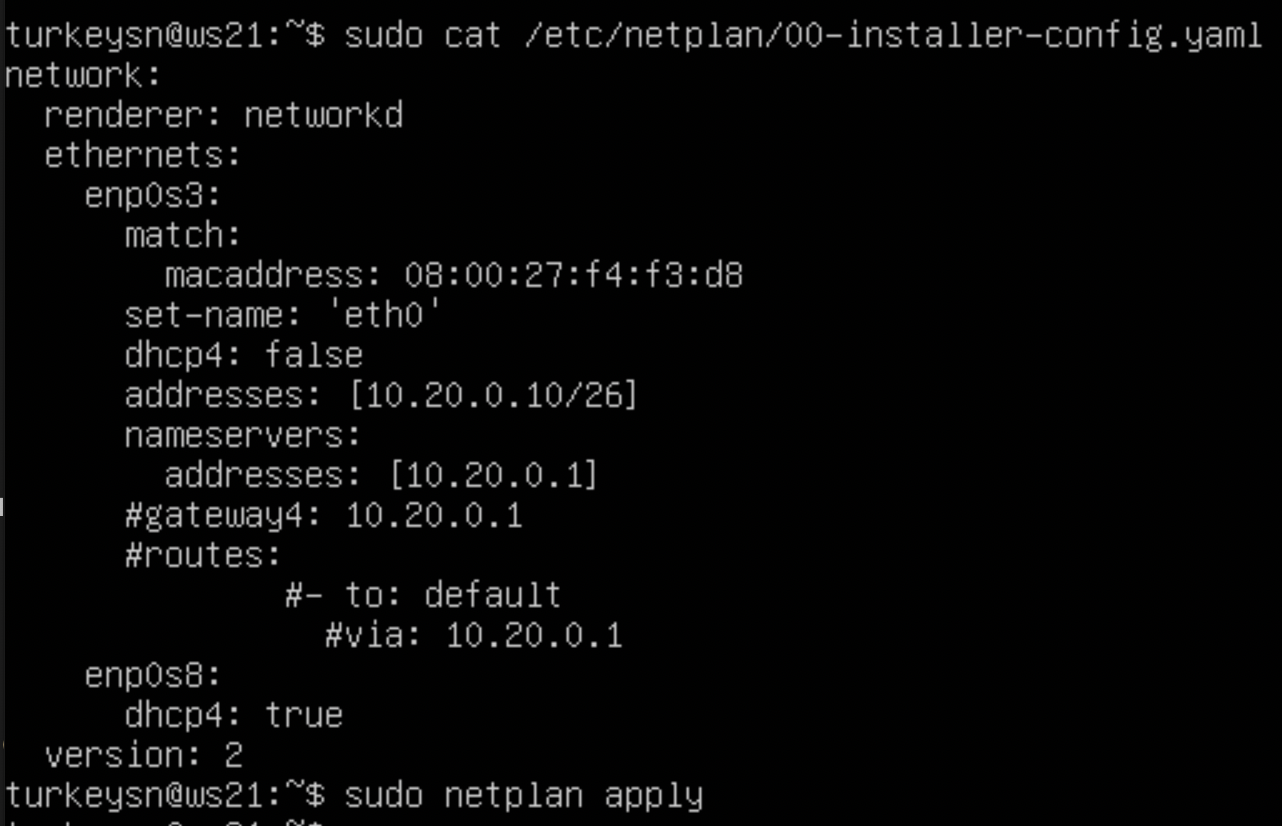 turkeysn@ws21:~$ sudo cat /etc/netplan/00-installer-config.yaml
network:
  renderer: networkd
  ethernets:
    enp0s3:
      match:
        macaddress: 08:00:27:f4:f3:d8
      set-name: 'eth0'
      dhcp4: false
      addresses: [10.20.0.10/26]
      nameservers:
        addresses: [10.20.0.1]
      #gateway4: 10.20.0.1
      #routes:
              #- to: default
                #via: 10.20.0.1
    enp0s8:
      dhcp4: true
  version: 2
turkeysn@ws21:~$ sudo netplan apply